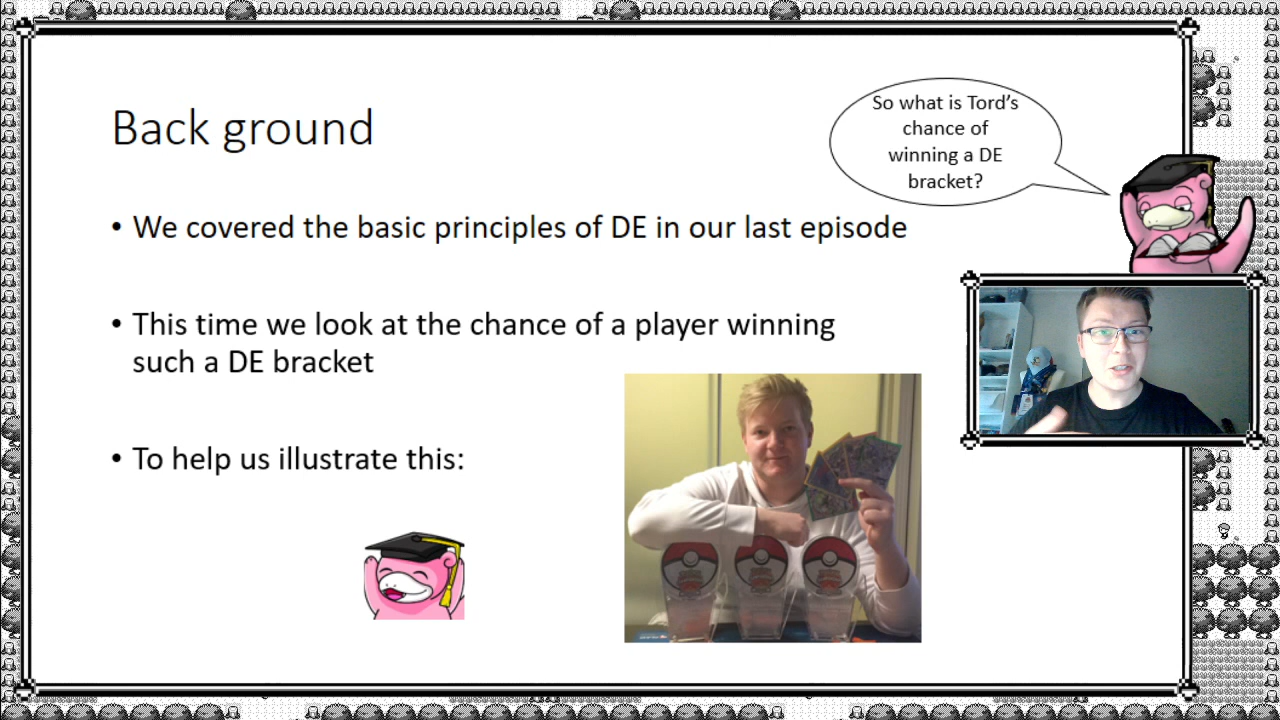 Back ground
So what is Tord's
chance of
winning a DE
bracket?
• We covered the basic principles of DE in our last episode
• This time we look at the chance of a player winning
such a DE bracket
• To help us illustrate this: